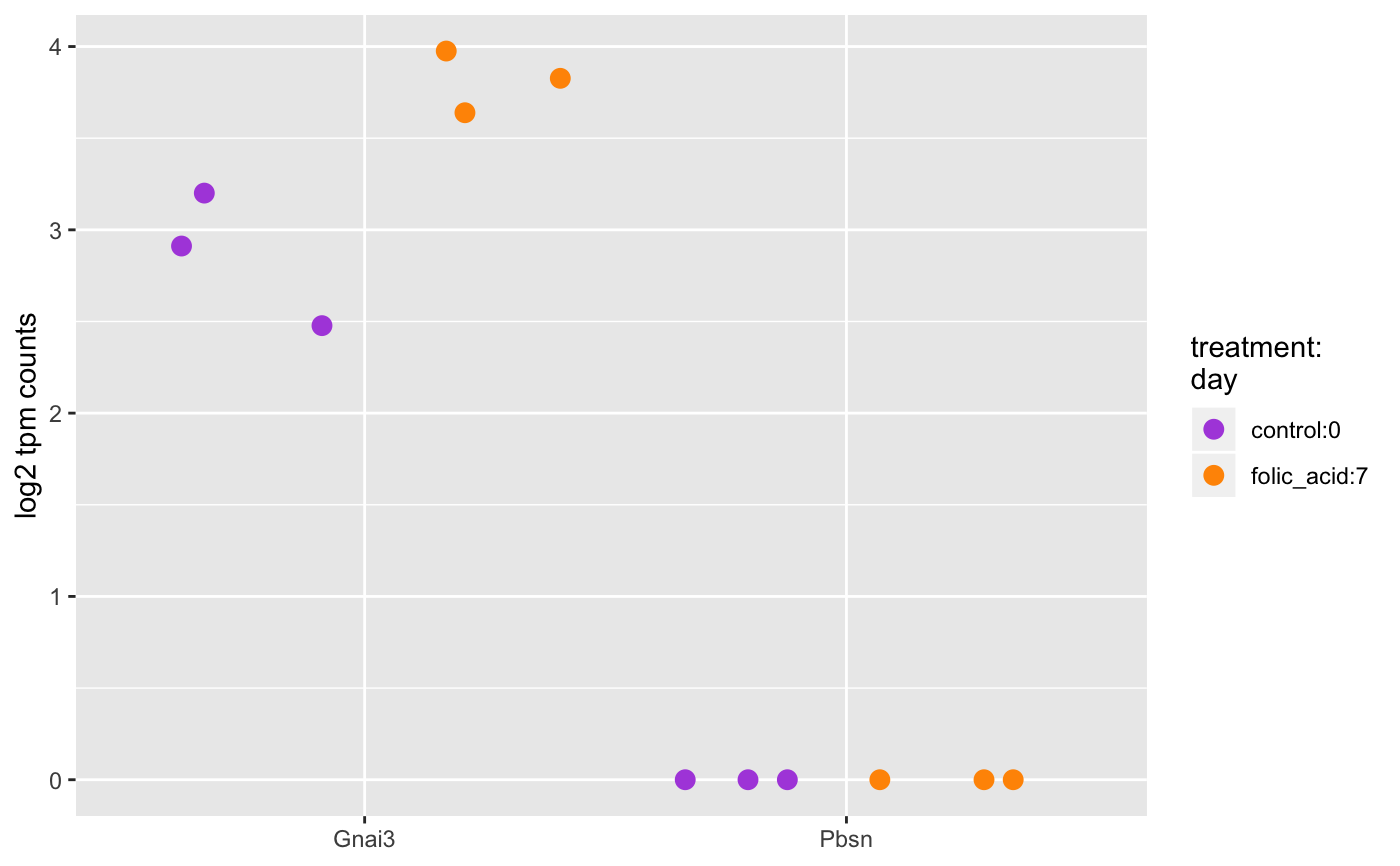 4
3
2
1
0
log2 tpm counts
Gnai3
Pbsn
treatment:
day
control:0
folic_acid:7